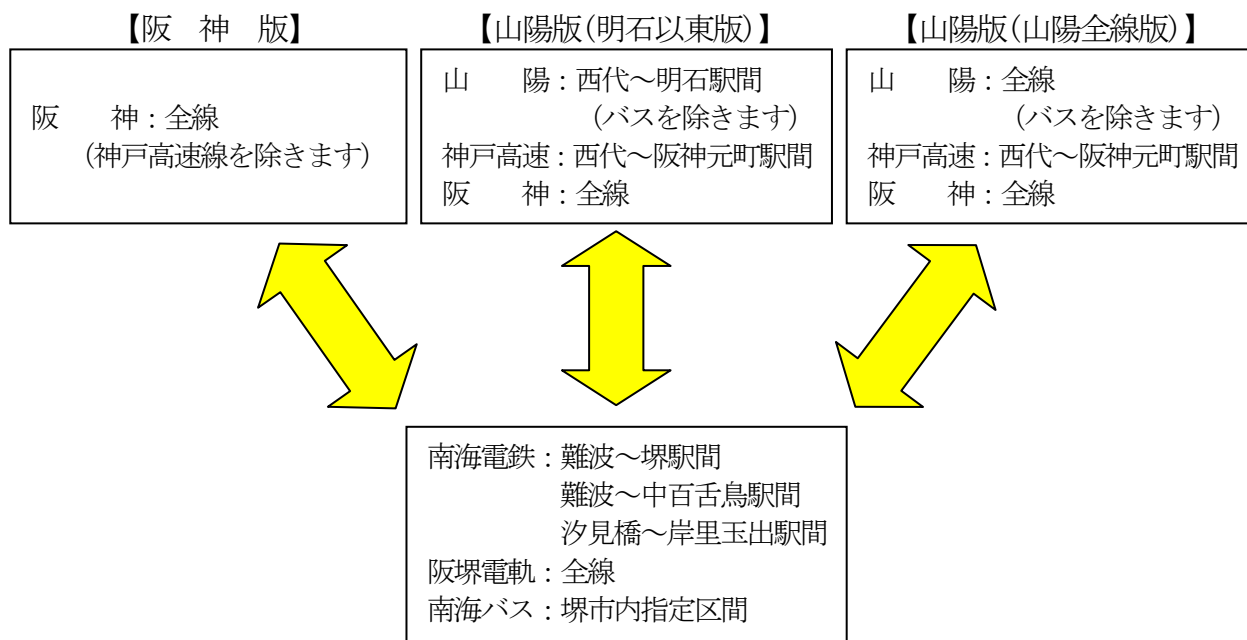 【阪　神　版】
阪　　神：全線
（神戸高速線を除きます）
【山陽版（明石以東版）】
山　　陽：西代～明石駅間
（バスを除きます）
神戸高速：西代～阪神元町駅間
阪　　神：全線
【山陽版（山陽全線版）】
山　　陽：全線
（バスを除きます）
神戸高速：西代～阪神元町駅間
阪　　神：全線
南海電鉄：難波～堺駅間
難波～中百舌鳥駅間
汐見橋～岸里玉出駅間
阪堺電軌：全線
南海バス：堺市内指定区間